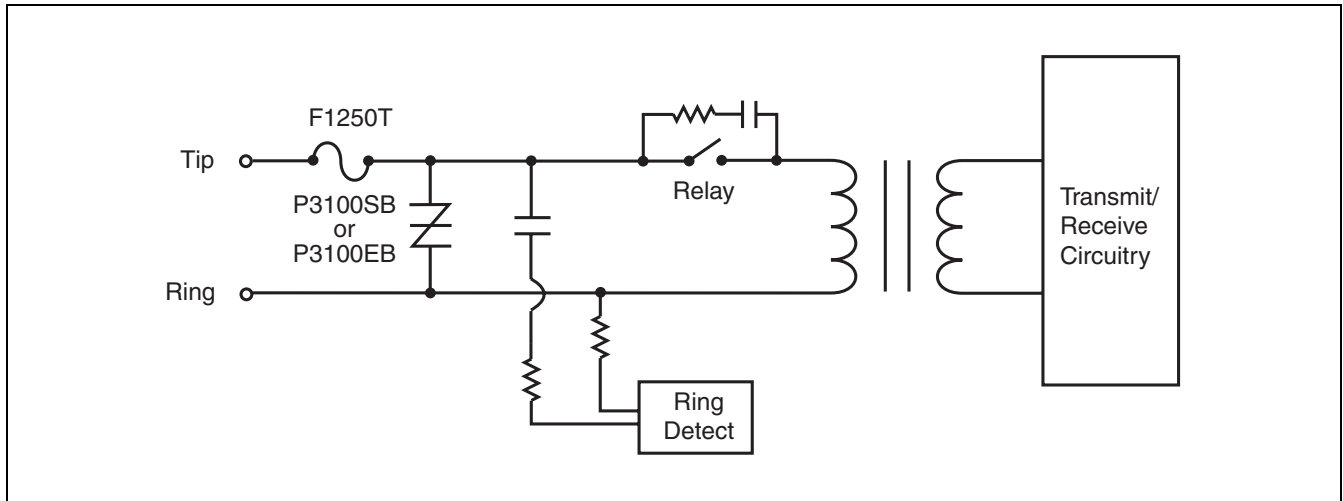 F1250T
Tip
P3100SB
or
P3100EB
Relay
Ring
Transmit/
Receive
Circuitry
Ring
Detect